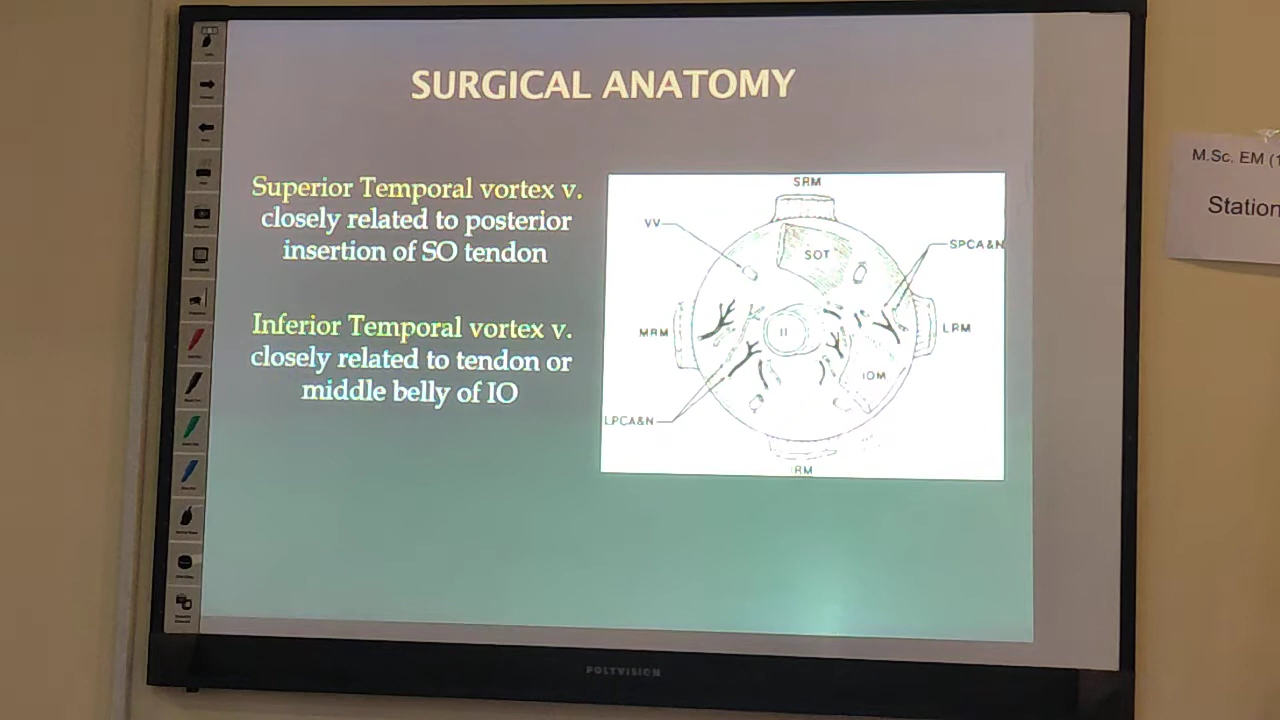 SURGICAL ANATOMY
Superior Temporal vortex v.
closely related to posterior
insertion of SO tendon
Inferior Temporal vortex v.
closely related to tendon or
middle belly of IO
SRM
VV
SOT
SPCA&N
MRM
II
LRM
IOM
LPCA&N
IRM
POLYVISION
M.Sc. EM (1
Station